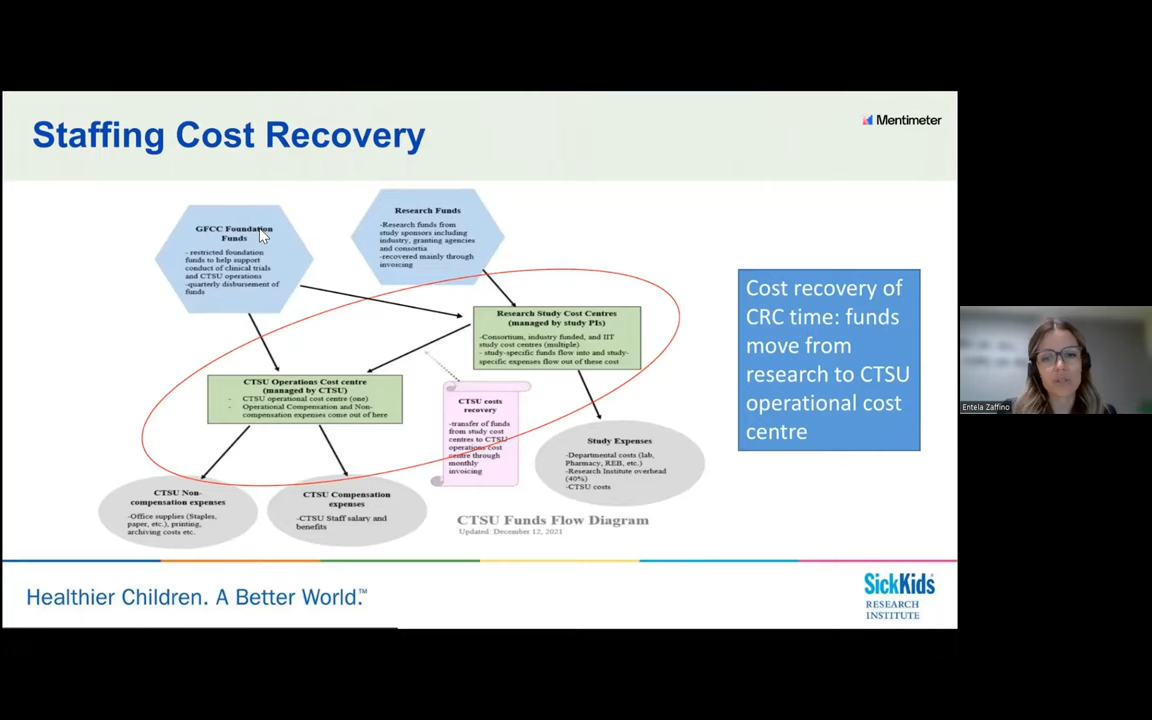 Staffing Cost Recovery
Mentimeter
GFCC Foundation
Funds
- restricted foundation
funds to help support
conduct of clinical trials
and CTSU operations
- quarterly disbursement of
funds
Research Funds
-Research funds from
study sponsors including
industry, granting agencies
and consortia
-recovered mainly through
invoicing
Research Study Cost Centres
(managed by study PIs)
-Consortium, industry funded, and IIT
study cost centres (multiple)
- study-specific funds flow into and study-
specific expenses flow out of these cost
CTSU Operations Cost centre
(managed by CTSU)
- CTSU operational cost centre (one)
- Operational Compensation and Non-
compensation expenses come out of here
CTSU costs
recovery
-transfer of funds
from study cost
centres to CTSU
operations cost
centre through
monthly
invoicing
Study Expenses
-Departmental costs (lab,
Pharmacy, REB, etc.)
-Research Institute overhead
(40%)
-CTSU costs
CTSU Non-
compensation expenses
-Office supplies (Staples,
paper, etc.), printing,
archiving costs etc.
CTSU Compensation
expenses
-CTSU Staff salary and
benefits
CTSU Funds Flow Diagram
Updated: December 12, 2021
Cost recovery of
CRC time: funds
move from
research to CTSU
operational cost
centre
Entela Zaffino
Healthier Children. A Better World.™
SickKids
RESEARCH
INSTITUTE